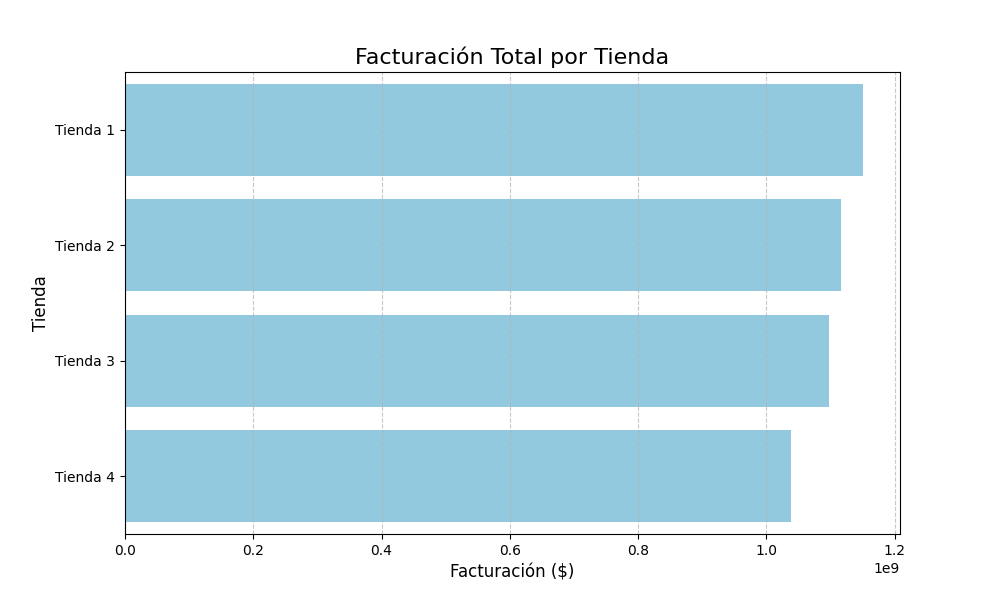 Facturación Total por Tienda
Tienda
Tienda 1
Tienda 2
Tienda 3
Tienda 4
0.0 0.2 0.4 0.6 0.8 1.0 1.2
1e9
Facturación ($)